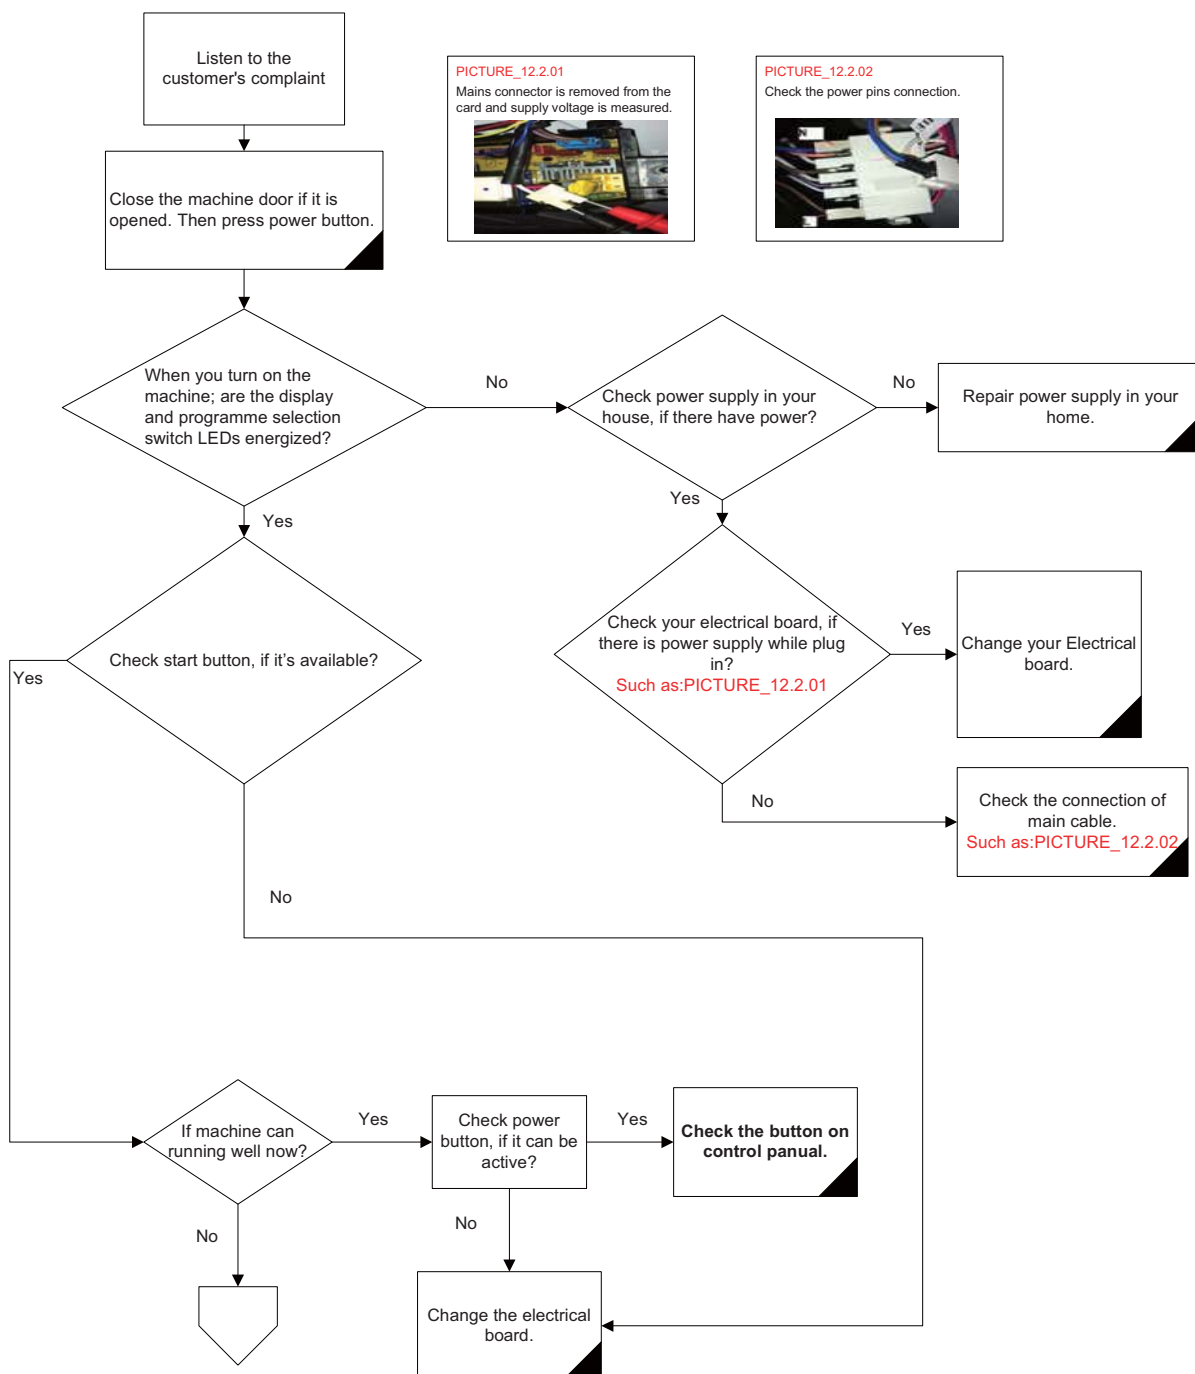 Listen to the
customer's complaint
PICTURE_12.2.01
Mains connector is removed from the
card and supply voltage is measured.
PICTURE_12.2.02
Check the power pins connection.
Close the machine door if it is
opened. Then press power button.
When you turn on the
machine; are the display
and programme selection
switch LEDs energized?
No
Check power supply in your
house, if there have power?
No
Repair power supply in your
home.
Yes
Yes
Check start button, if it's available?
Yes
Check your electrical board, if
there is power supply while plug
in?
Such as:PICTURE_12.2.01
Yes
Change your Electrical
board.
No
Check the connection of
main cable.
Such as:PICTURE_12.2.02
No
If machine can
running well now?
Yes
Check power
button, if it can be
active?
Yes
Check the button on
control panual.
No
No
Change the electrical
board.